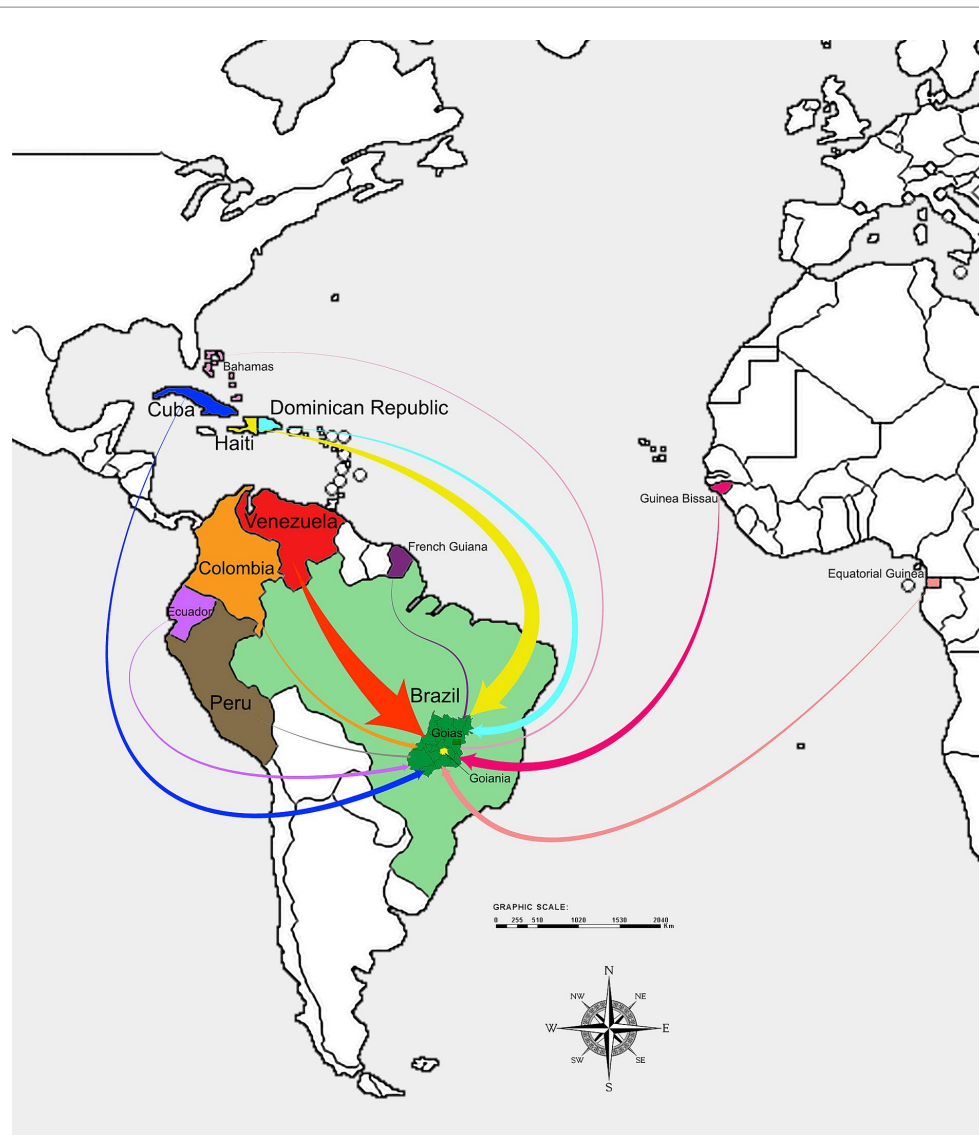 Bahamas
Cuba
Dominican Republic
Haiti
Guinea Bissau
Venezuela
French Guiana
Colombia
Equatorial Guinea
Ecuador
Peru
Brazil
Goias
Goiania
GRAPHIC SCALE:
0 255 510 1020 1530 2040
Km
N
NW NE
W E
SW SE
S